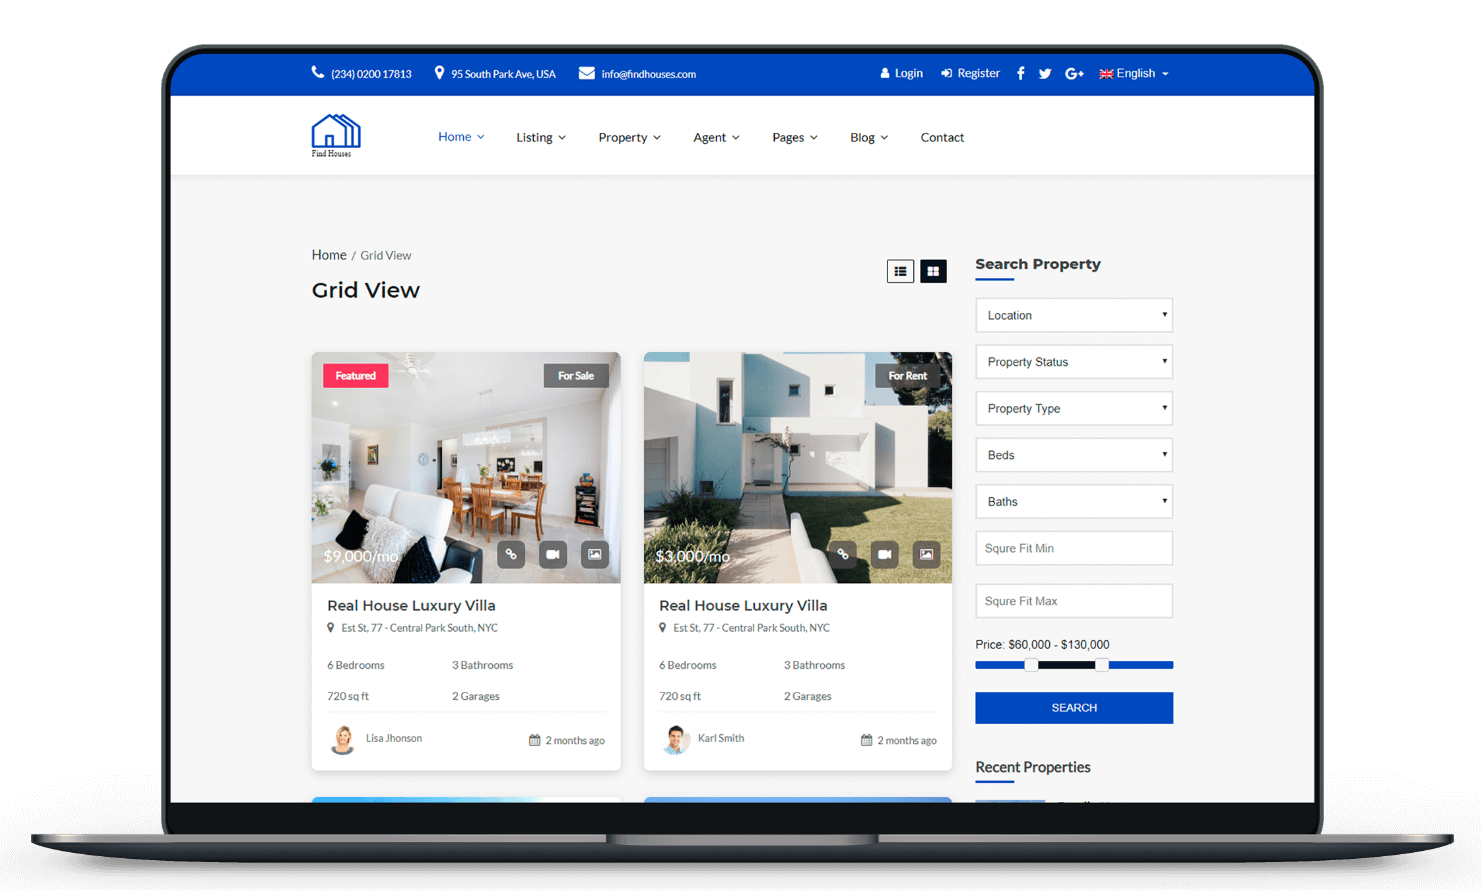 (234) 0200 17813 95 South Park Ave, USA info@findhouses.com Login Register English
Find Houses
Home Listing Property Agent Pages Blog Contact
Home / Grid View
Grid View
Featured For Sale
$9,000/mo
Real House Luxury Villa
Est St, 77 - Central Park South, NYC
6 Bedrooms 3 Bathrooms
720 sq ft 2 Garages
Lisa Jhonson 2 months ago
For Rent
$3,000/mo
Real House Luxury Villa
Est St, 77 - Central Park South, NYC
6 Bedrooms 3 Bathrooms
720 sq ft 2 Garages
Karl Smith 2 months ago
Search Property
Location
Property Status
Property Type
Beds
Baths
Squre Fit Min
Squre Fit Max
Price: $60,000 - $130,000
SEARCH
Recent Properties